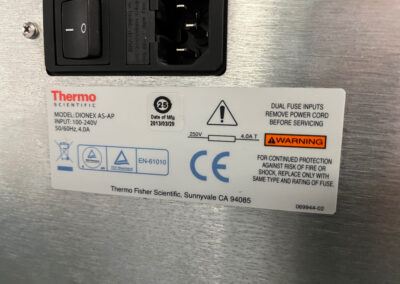 Thermo
SCIENTIFIC
MODEL: DIONEX AS-AP
INPUT: 100-240V
50/60Hz, 4.0A
25
Date of Mfg
2013/03/29
DUAL FUSE INPUTS
REMOVE POWER CORD
BEFORE SERVICING
250V
4.0A T
WARNING
EN-61010
CE
FOR CONTINUED PROTECTION
AGAINST RISK OF FIRE OR
SHOCK, REPLACE ONLY WITH
SAME TYPE AND RATING OF FUSE.
Thermo Fisher Scientific, Sunnyvale CA 94085
069944-02